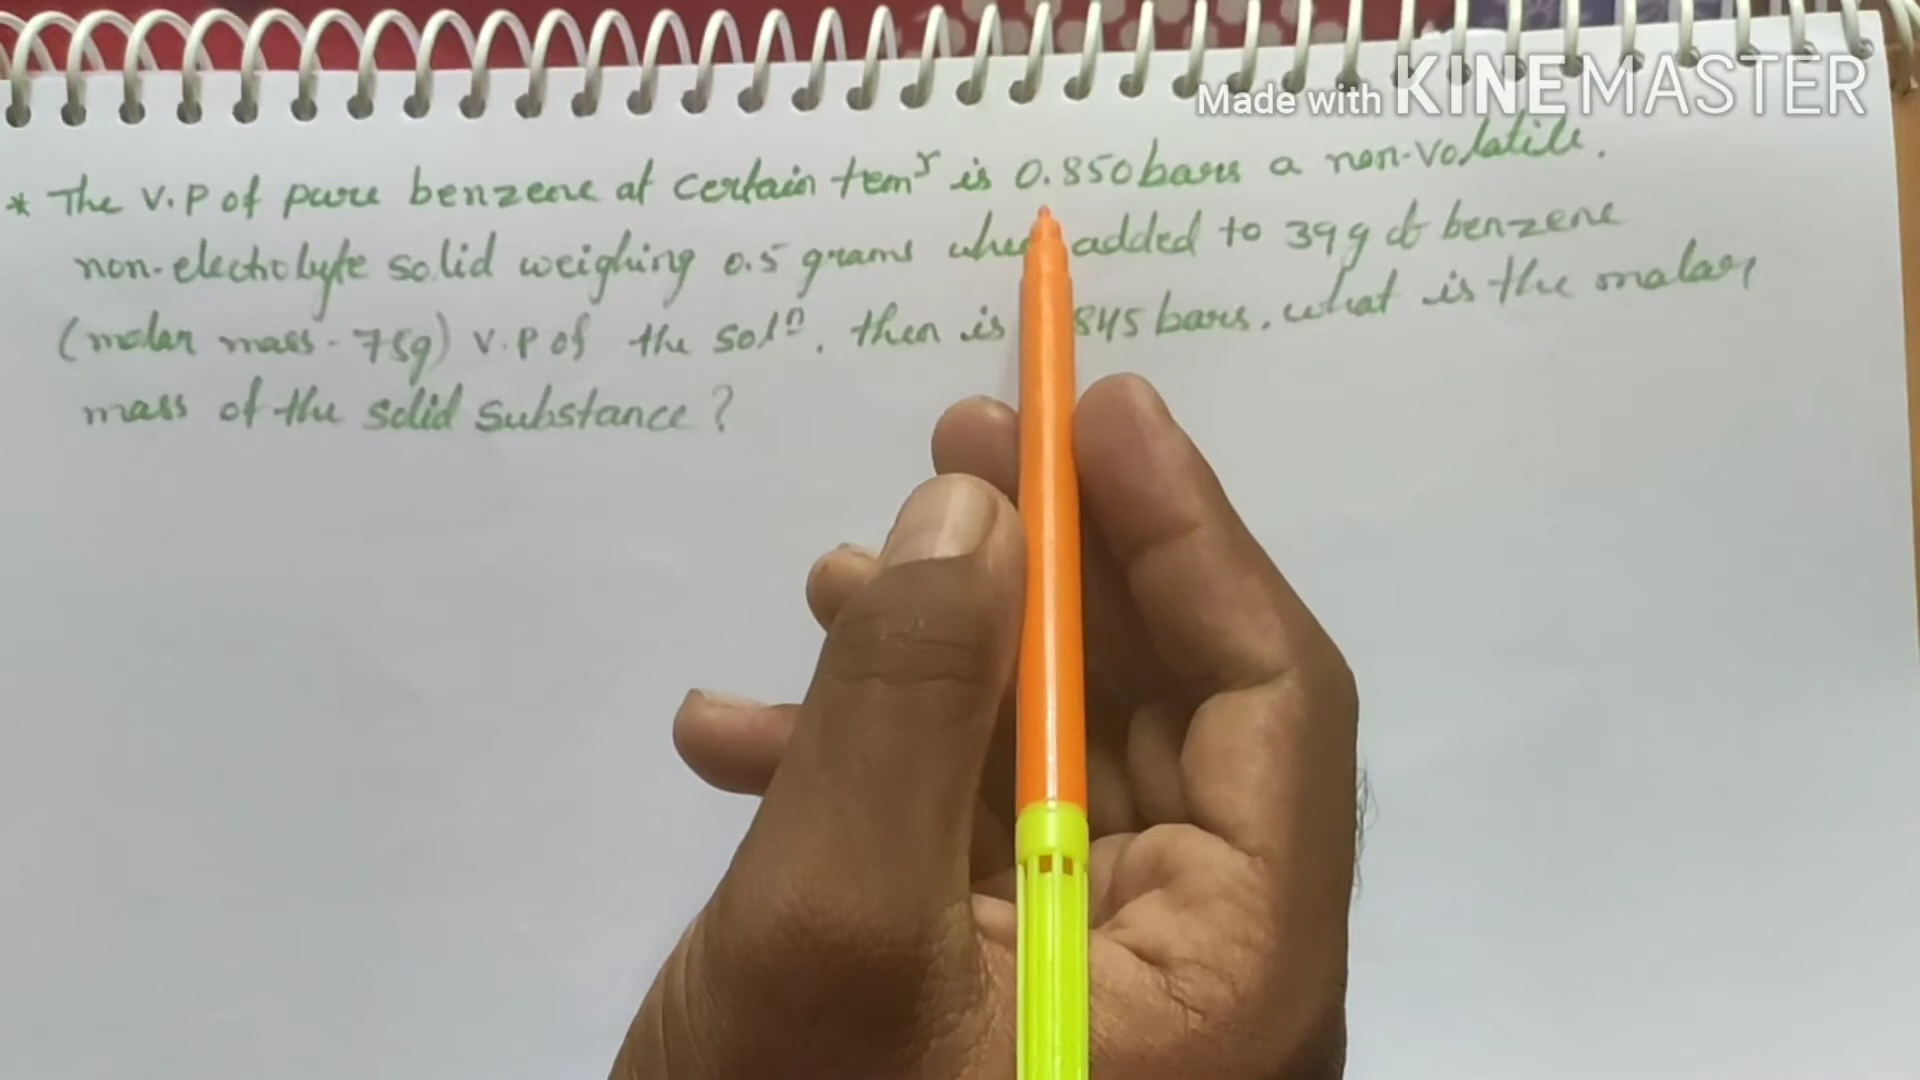 Made with KINEMASTER
* The V.P of pure benzene at certain temr is 0.850 bars a non-volatile.
non-electrolyte solid weighing 0.5 grams when added to 39g of benzene
(molar mass - 78g) V.P of the soln. then is 845 bars. what is the molar,
mass of the solid substance?